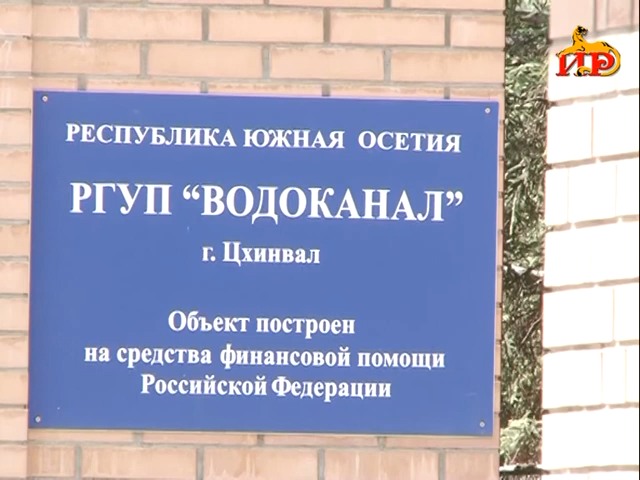 ИР
РЕСПУБЛИКА ЮЖНАЯ ОСЕТИЯ
РГУП “ВОДОКАНАЛ”
г. Цхинвал
Объект построен
на средства финансовой помощи
Российской Федерации